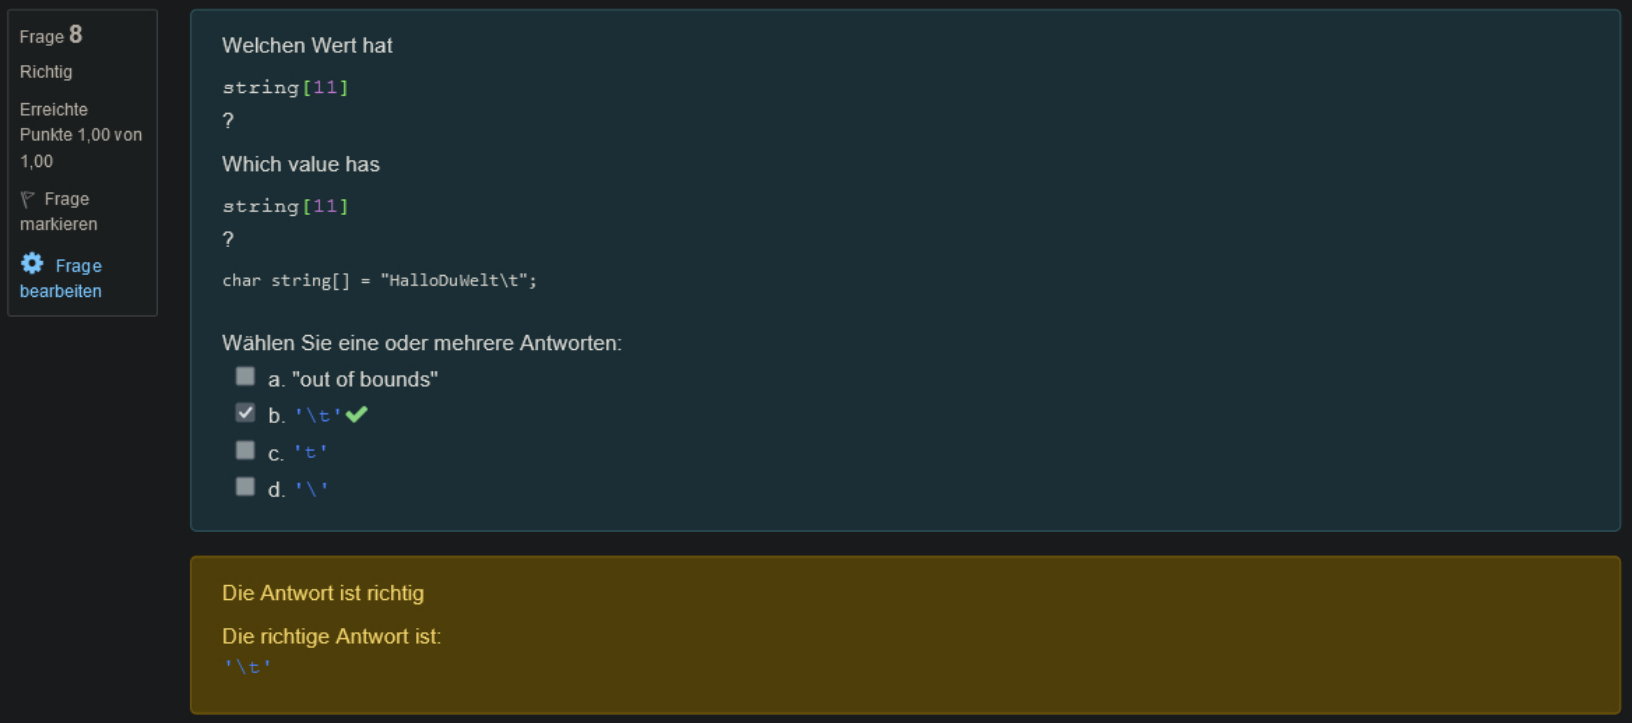 Frage 8
Richtig
Erreichte
Punkte 1,00 von
1,00
Frage
markieren
Frage
bearbeiten
Welchen Wert hat
string[11]
?
Which value has
string[11]
?
char string[] = "HalloDuWelt\t";
Wählen Sie eine oder mehrere Antworten:
a. "out of bounds"
b. '\t'
c. 't'
d. '\'
Die Antwort ist richtig
Die richtige Antwort ist:
'\t'